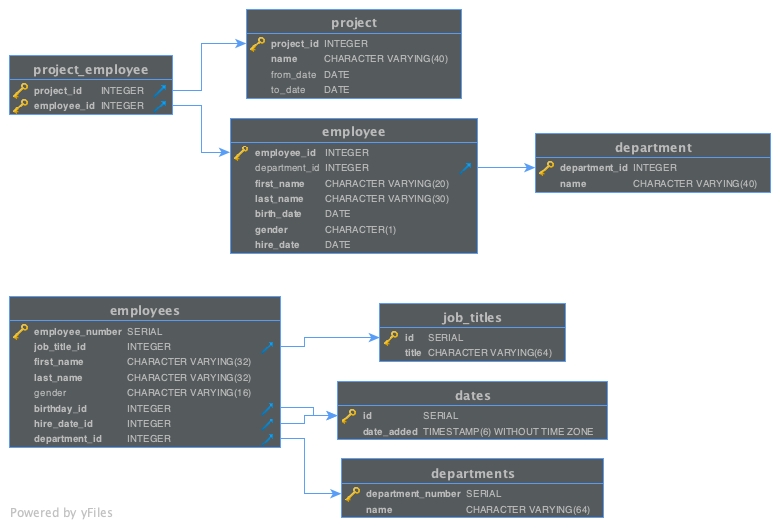 project
project_id INTEGER
name CHARACTER VARYING(40)
from_date DATE
to_date DATE
project_employee
project_id INTEGER
employee_id INTEGER
employee
employee_id INTEGER
department_id INTEGER
first_name CHARACTER VARYING(20)
last_name CHARACTER VARYING(30)
birth_date DATE
gender CHARACTER(1)
hire_date DATE
department
department_id INTEGER
name CHARACTER VARYING(40)
employees
employee_number SERIAL
job_title_id INTEGER
first_name CHARACTER VARYING(32)
last_name CHARACTER VARYING(32)
gender CHARACTER VARYING(16)
birthday_id INTEGER
hire_date_id INTEGER
department_id INTEGER
job_titles
id SERIAL
title CHARACTER VARYING(64)
dates
id SERIAL
date_added TIMESTAMP(6) WITHOUT TIME ZONE
departments
department_number SERIAL
name CHARACTER VARYING(64)
Powered by yFiles